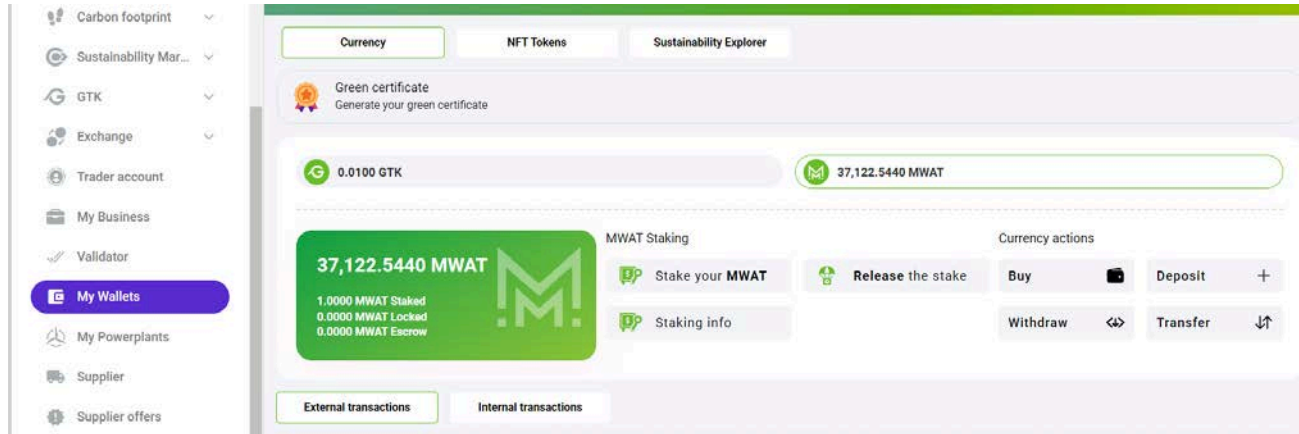 Carbon footprint
Sustainability Mar...
GTK
Exchange
Trader account
My Business
Validator
My Wallets
My Powerplants
Supplier
Supplier offers
Currency
NFT Tokens
Sustainability Explorer
Green certificate
Generate your green certificate
0.0100 GTK
37,122.5440 MWAT
37,122.5440 MWAT
1.0000 MWAT Staked
0.0000 MWAT Locked
0.0000 MWAT Escrow
MWAT Staking
Stake your MWAT
Release the stake
Staking info
Currency actions
Buy
Deposit
Withdraw
Transfer
External transactions
Internal transactions